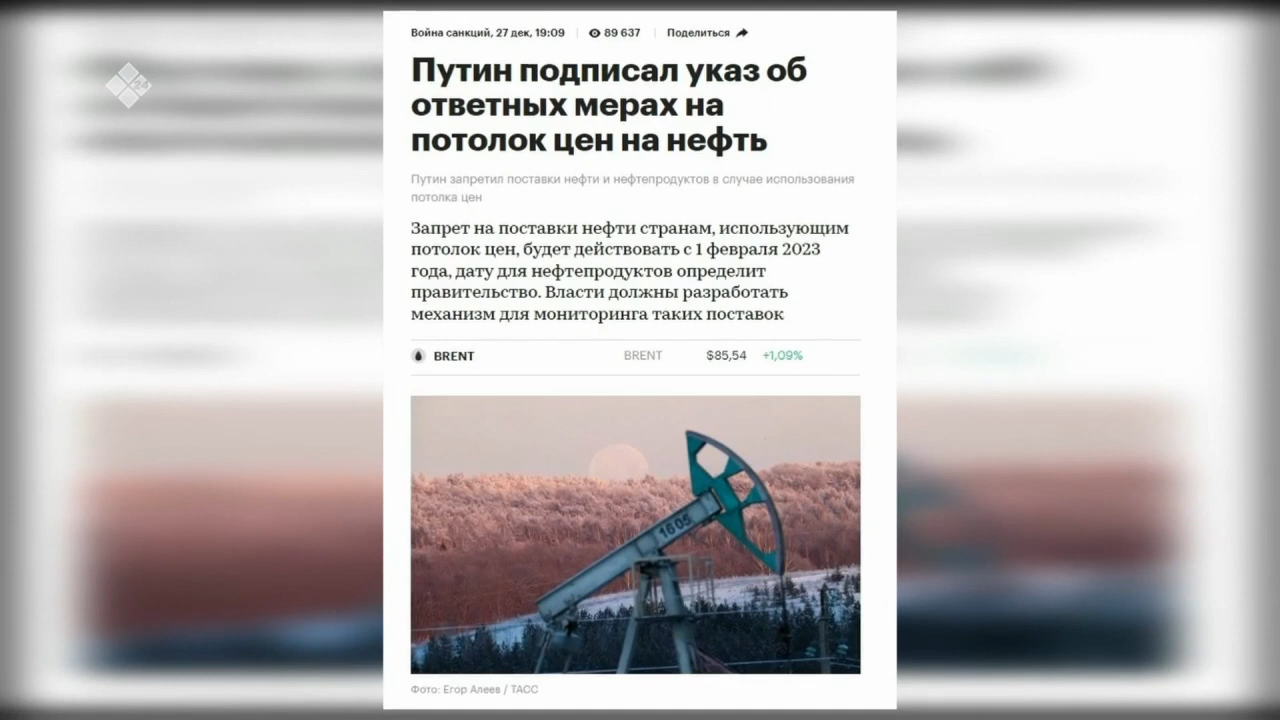 Война санкций, 27 дек, 19:09 89 637 Поделиться
24
Путин подписал указ об
ответных мерах на
потолок цен на нефть
Путин запретил поставки нефти и нефтепродуктов в случае использования
потолка цен
Запрет на поставки нефти странам, использующим
потолок цен, будет действовать с 1 февраля 2023
года, дату для нефтепродуктов определит
правительство. Власти должны разработать
механизм для мониторинга таких поставок
BRENT BRENT $85,54 +1,09%
1605
Фото: Егор Алеев / ТАСС